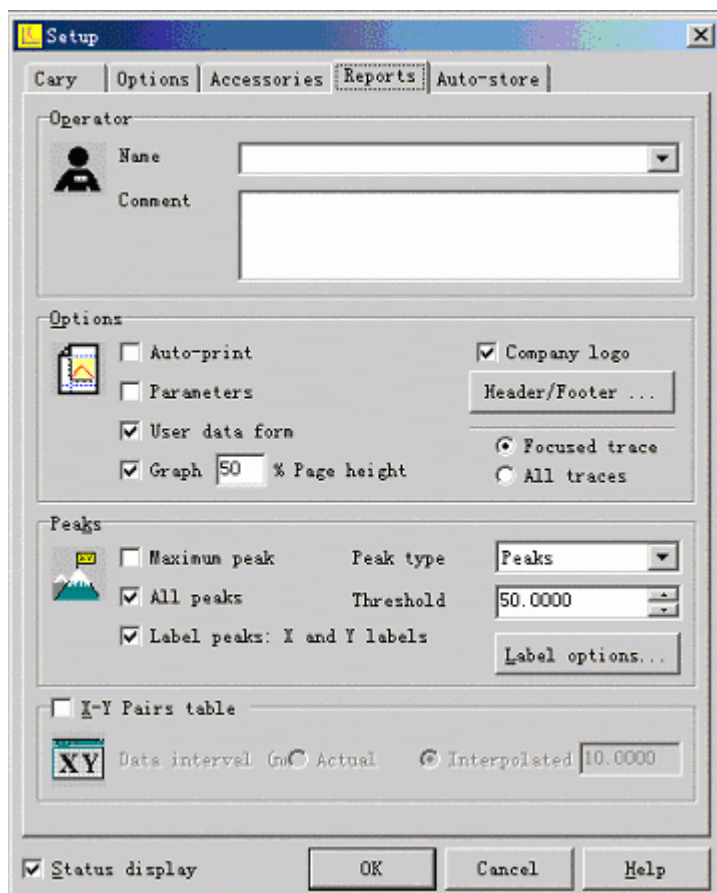 Setup
Cary Options Accessories Reports Auto-store
Operator
Name
Comment
Options
Auto-print
Company logo
Parameters
Header/Footer ...
User data form
Focused trace
Graph 50 % Page height
All traces
Peaks
Maximum peak Peak type Peaks
All peaks Threshold 50.0000
Label peaks: X and Y labels
Label options...
X-Y Pairs table
XY Data interval (n Actual Interpolated 10.0000
Status display OK Cancel Help